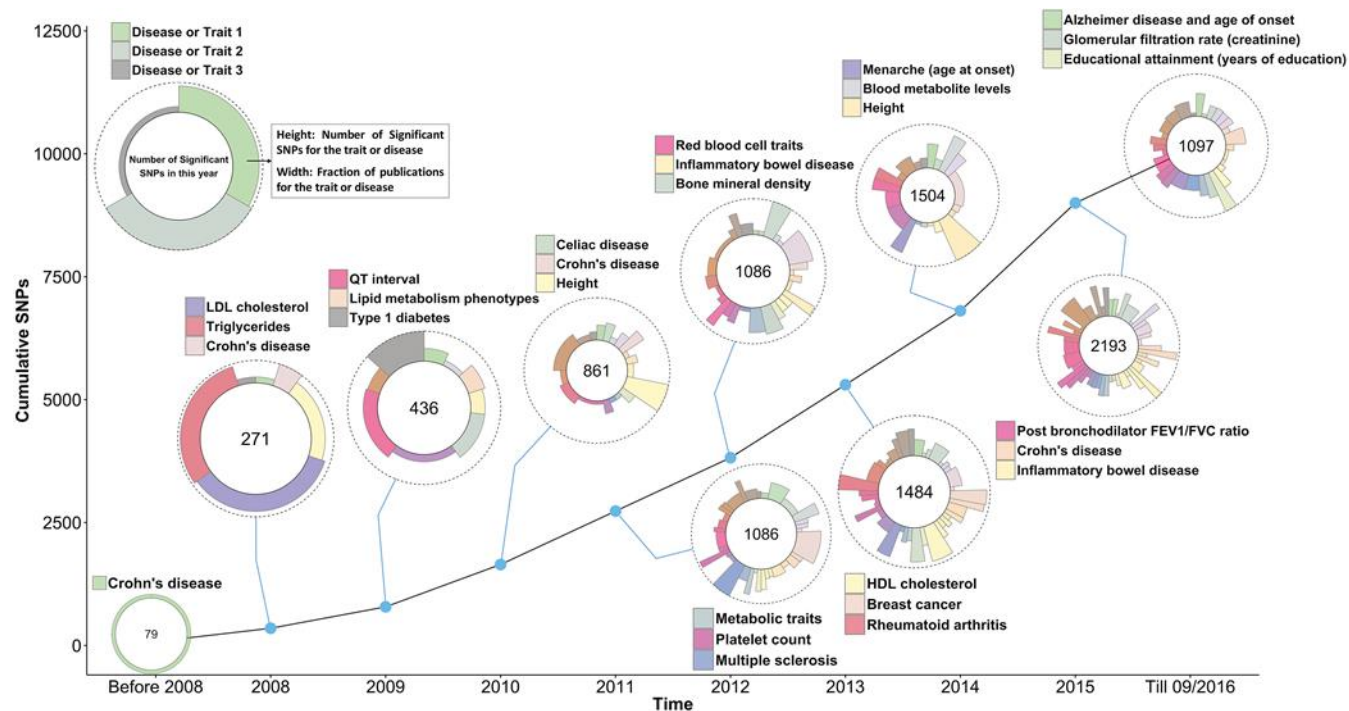 12500
10000
7500
5000
2500
0
Cumulative SNPs
Disease or Trait 1
Disease or Trait 2
Disease or Trait 3
Number of Significant
SNPs in this year
Height: Number of Significant
SNPs for the trait or disease
Width: Fraction of publications
for the trait or disease
Crohn's disease
79
LDL cholesterol
Triglycerides
Crohn's disease
271
QT interval
Lipid metabolism phenotypes
Type 1 diabetes
436
Celiac disease
Crohn's disease
Height
861
Red blood cell traits
Inflammatory bowel disease
Bone mineral density
1086
1086
Metabolic traits
Platelet count
Multiple sclerosis
Menarche (age at onset)
Blood metabolite levels
Height
1504
1484
HDL cholesterol
Breast cancer
Rheumatoid arthritis
Alzheimer disease and age of onset
Glomerular filtration rate (creatinine)
Educational attainment (years of education)
1097
2193
Post bronchodilator FEV1/FVC ratio
Crohn's disease
Inflammatory bowel disease
Before 2008
2008
2009
2010
2011
2012
2013
2014
2015
Till 09/2016
Time